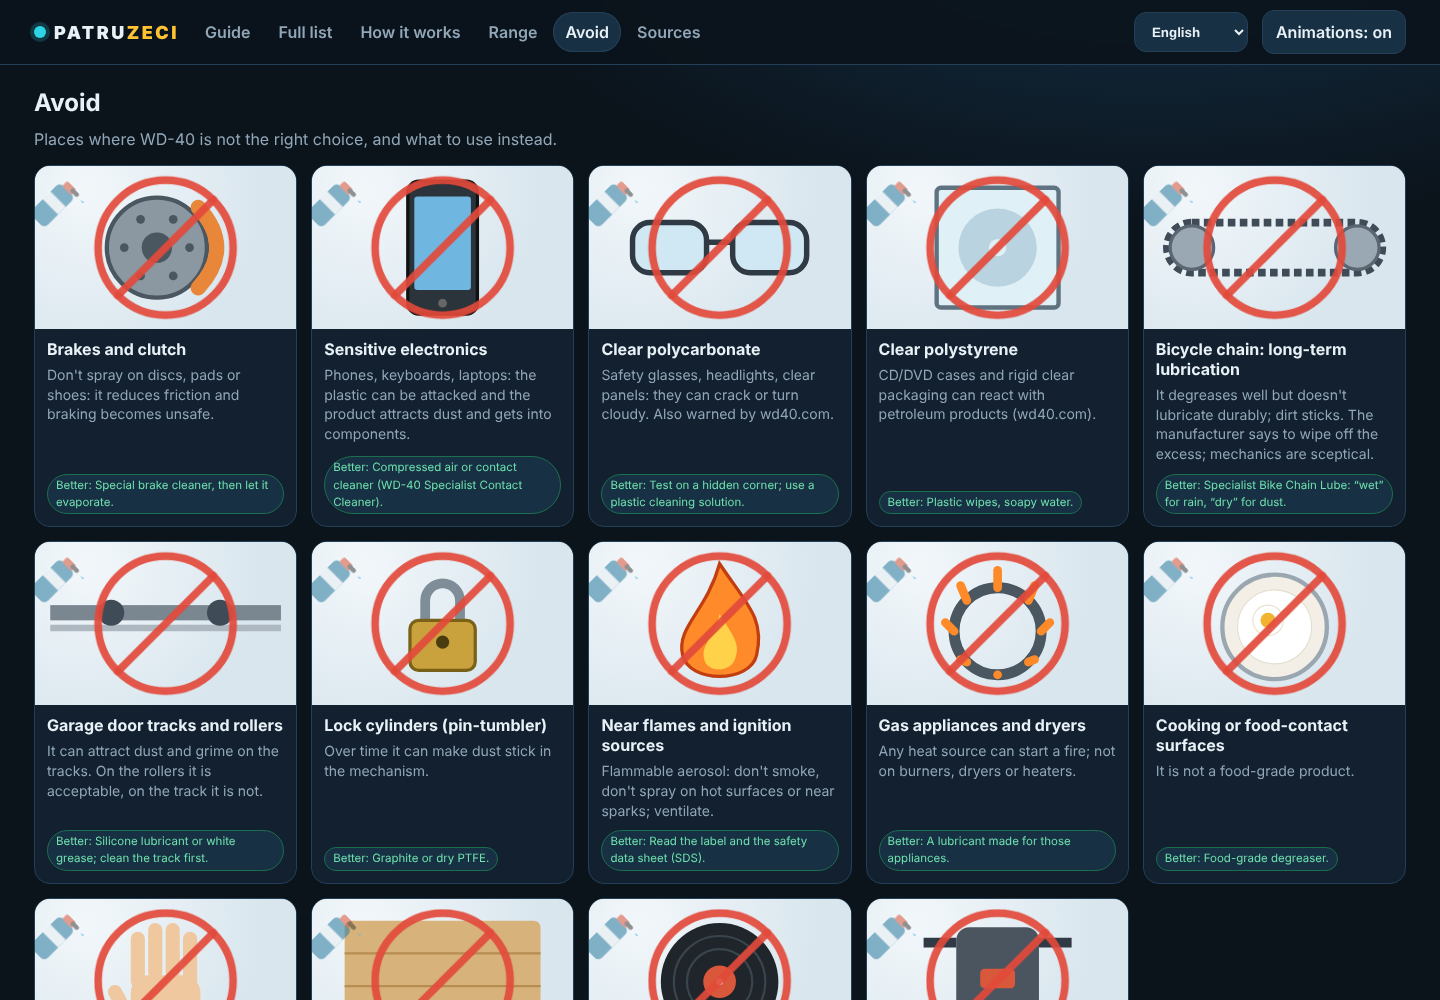 PATRUZECI
Guide
Full list
How it works
Range
Avoid
Sources
English
Animations: on
Avoid
Places where WD-40 is not the right choice, and what to use instead.
Brakes and clutch
Don't spray on discs, pads or
shoes: it reduces friction and
braking becomes unsafe.
Better: Special brake cleaner, then let it
evaporate.
Sensitive electronics
Phones, keyboards, laptops: the
plastic can be attacked and the
product attracts dust and gets into
components.
Better: Compressed air or contact
cleaner (WD-40 Specialist Contact
Cleaner).
Clear polycarbonate
Safety glasses, headlights, clear
panels: they can crack or turn
cloudy. Also warned by wd40.com.
Better: Test on a hidden corner; use a
plastic cleaning solution.
Clear polystyrene
CD/DVD cases and rigid clear
packaging can react with
petroleum products (wd40.com).
Better: Plastic wipes, soapy water.
Bicycle chain: long-term
lubrication
It degreases well but doesn't
lubricate durably; dirt sticks. The
manufacturer says to wipe off the
excess; mechanics are sceptical.
Better: Specialist Bike Chain Lube: “wet”
for rain, “dry” for dust.
Garage door tracks and rollers
It can attract dust and grime on the
tracks. On the rollers it is
acceptable, on the track it is not.
Better: Silicone lubricant or white
grease; clean the track first.
Lock cylinders (pin-tumbler)
Over time it can make dust stick in
the mechanism.
Better: Graphite or dry PTFE.
Near flames and ignition
sources
Flammable aerosol: don't smoke,
don't spray on hot surfaces or near
sparks; ventilate.
Better: Read the label and the safety
data sheet (SDS).
Gas appliances and dryers
Any heat source can start a fire; not
on burners, dryers or heaters.
Better: A lubricant made for those
appliances.
Cooking or food-contact
surfaces
It is not a food-grade product.
Better: Food-grade degreaser.